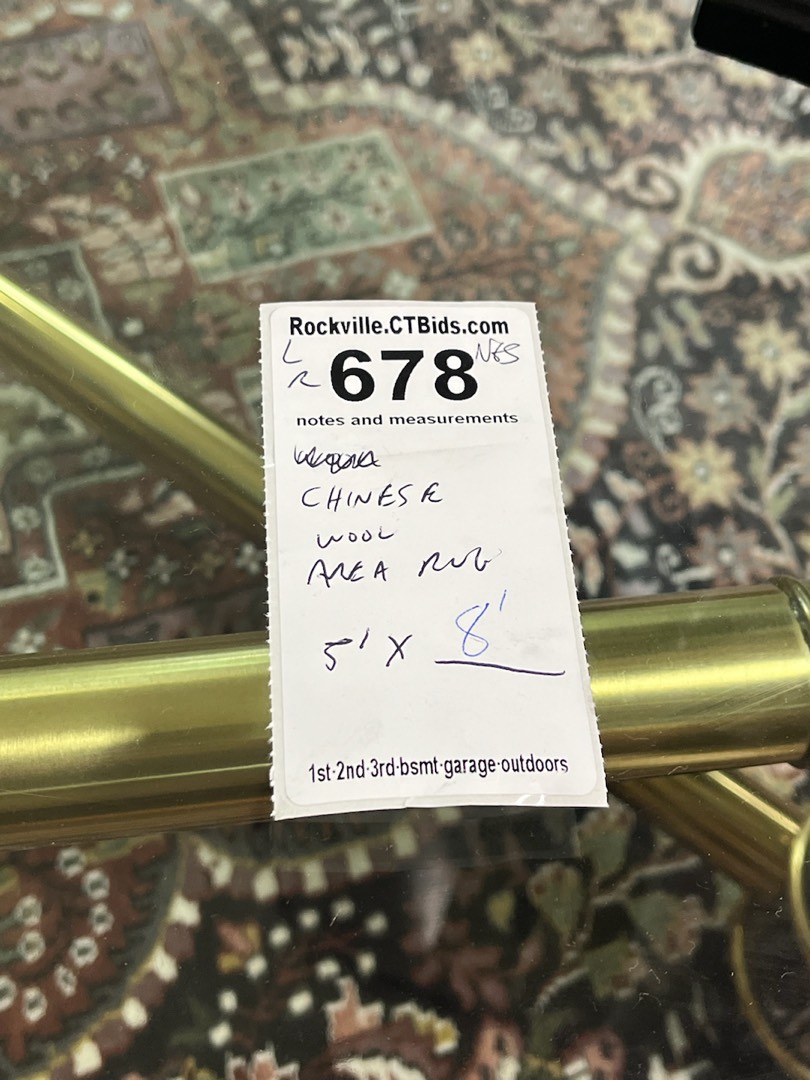 Rockville.CTBids.com
L R 678 NES
notes and measurements
CHINESE
WOOL
AREA RUG
5' X 8'
1st·2nd·3rd·bsmt·garage·outdoors